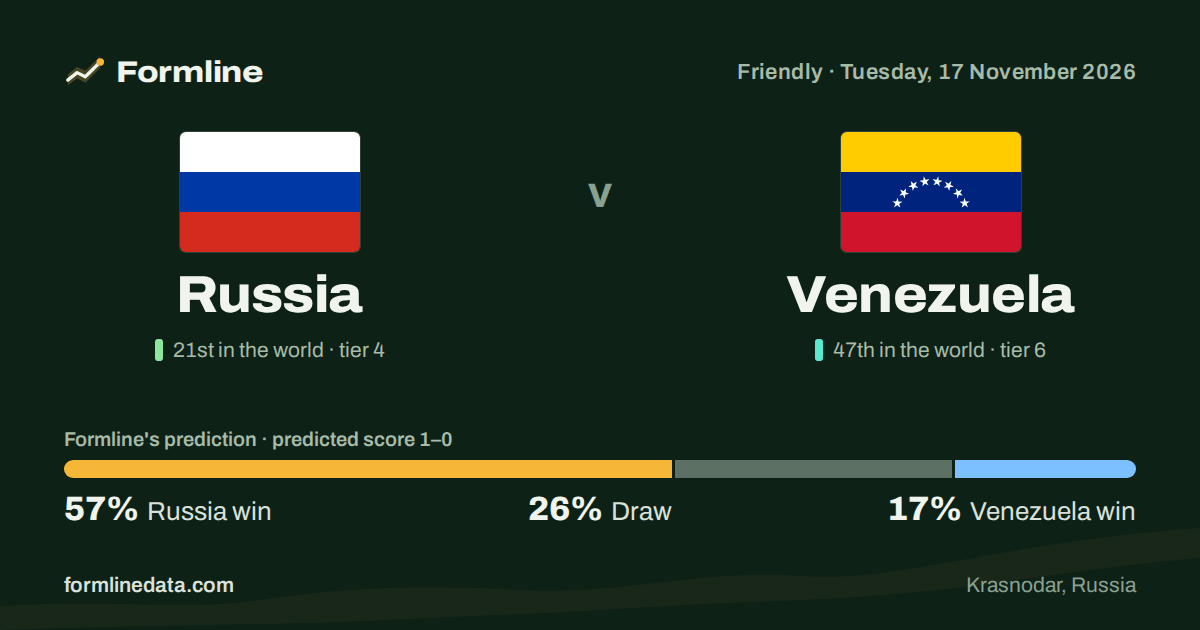 Formline
Friendly · Tuesday, 17 November 2026
v
Russia
Venezuela
21st in the world · tier 4
47th in the world · tier 6
Formline's prediction · predicted score 1–0
57% Russia win
26% Draw
17% Venezuela win
formlinedata.com
Krasnodar, Russia